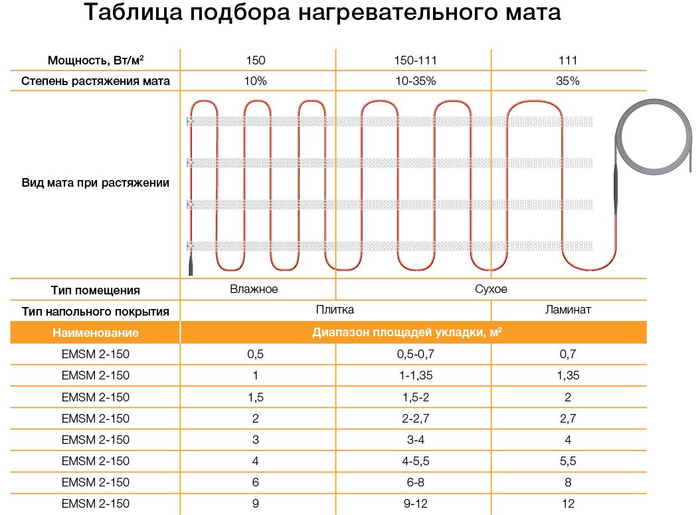 Таблица подбора нагревательного мата
Мощность, Вт/м² 150 150-111 111
Степень растяжения мата 10% 10-35% 35%
Вид мата при растяжении
Тип помещения Влажное Сухое
Тип напольного покрытия Плитка Ламинат
Наименование Диапазон площадей укладки, м²
EMSM 2-150 0,5 0,5-0,7 0,7
EMSM 2-150 1 1-1,35 1,35
EMSM 2-150 1,5 1,5-2 2
EMSM 2-150 2 2-2,7 2,7
EMSM 2-150 3 3-4 4
EMSM 2-150 4 4-5,5 5,5
EMSM 2-150 6 6-8 8
EMSM 2-150 9 9-12 12